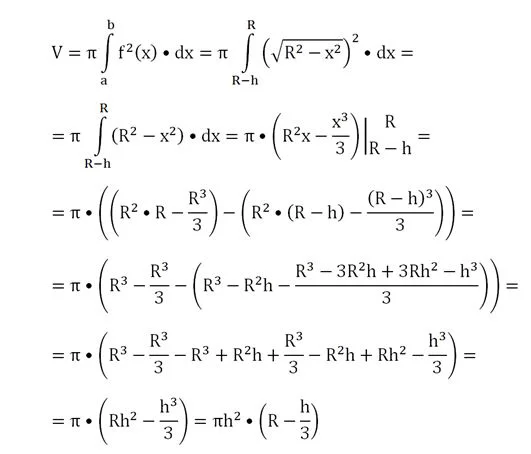 V = π ∫ₐᵇ f²(x) • dx = π ∫_{R−h}^{R} (√(R² − x²))² • dx =
= π ∫_{R−h}^{R} (R² − x²) • dx = π • (R²x − x³/3) |_{R − h}^{R} =
= π • ((R² • R − R³/3) − (R² • (R − h) − (R − h)³/3)) =
= π • (R³ − R³/3 − (R³ − R²h − (R³ − 3R²h + 3Rh² − h³)/3)) =
= π • (R³ − R³/3 − R³ + R²h + R³/3 − R²h + Rh² − h³/3) =
= π • (Rh² − h³/3) = πh² • (R − h/3)